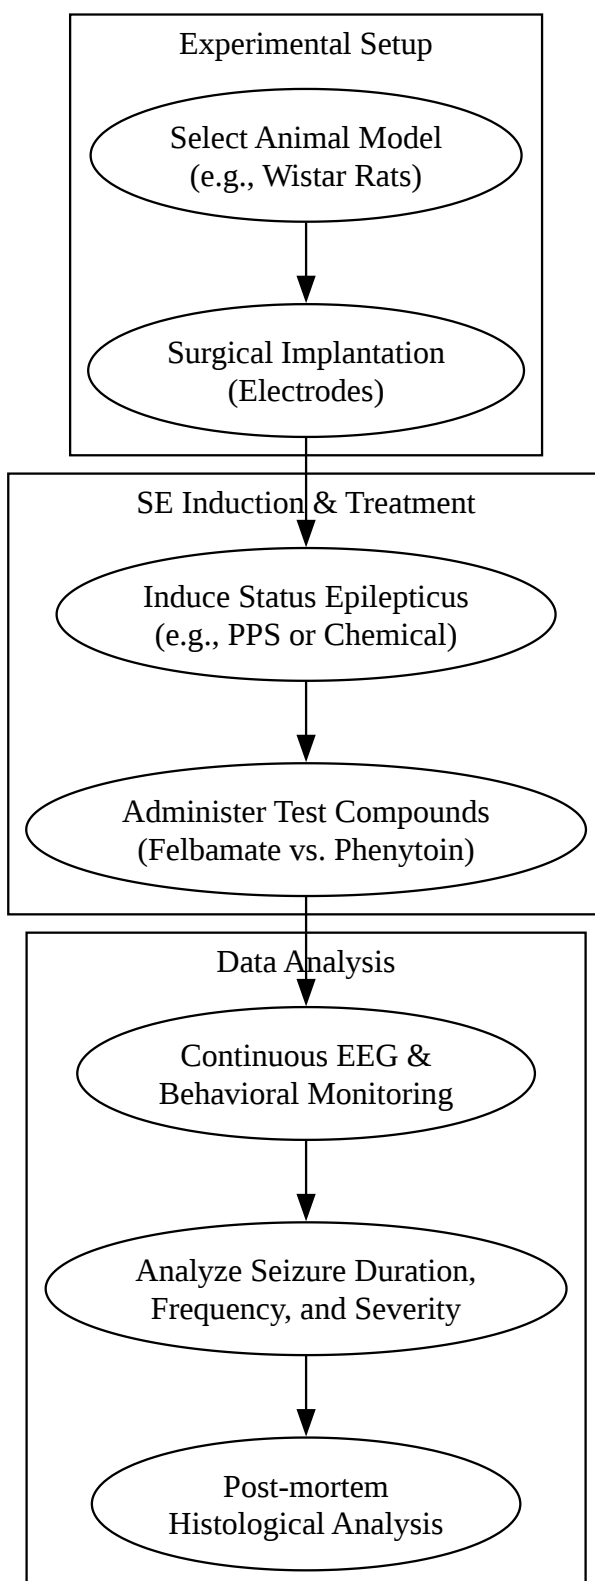 Experimental Setup
Select Animal Model
(e.g., Wistar Rats)
Surgical Implantation
(Electrodes)
SE Induction & Treatment
Induce Status Epilepticus
(e.g., PPS or Chemical)
Administer Test Compounds
(Felbamate vs. Phenytoin)
Data Analysis
Continuous EEG &
Behavioral Monitoring
Analyze Seizure Duration,
Frequency, and Severity
Post-mortem
Histological Analysis